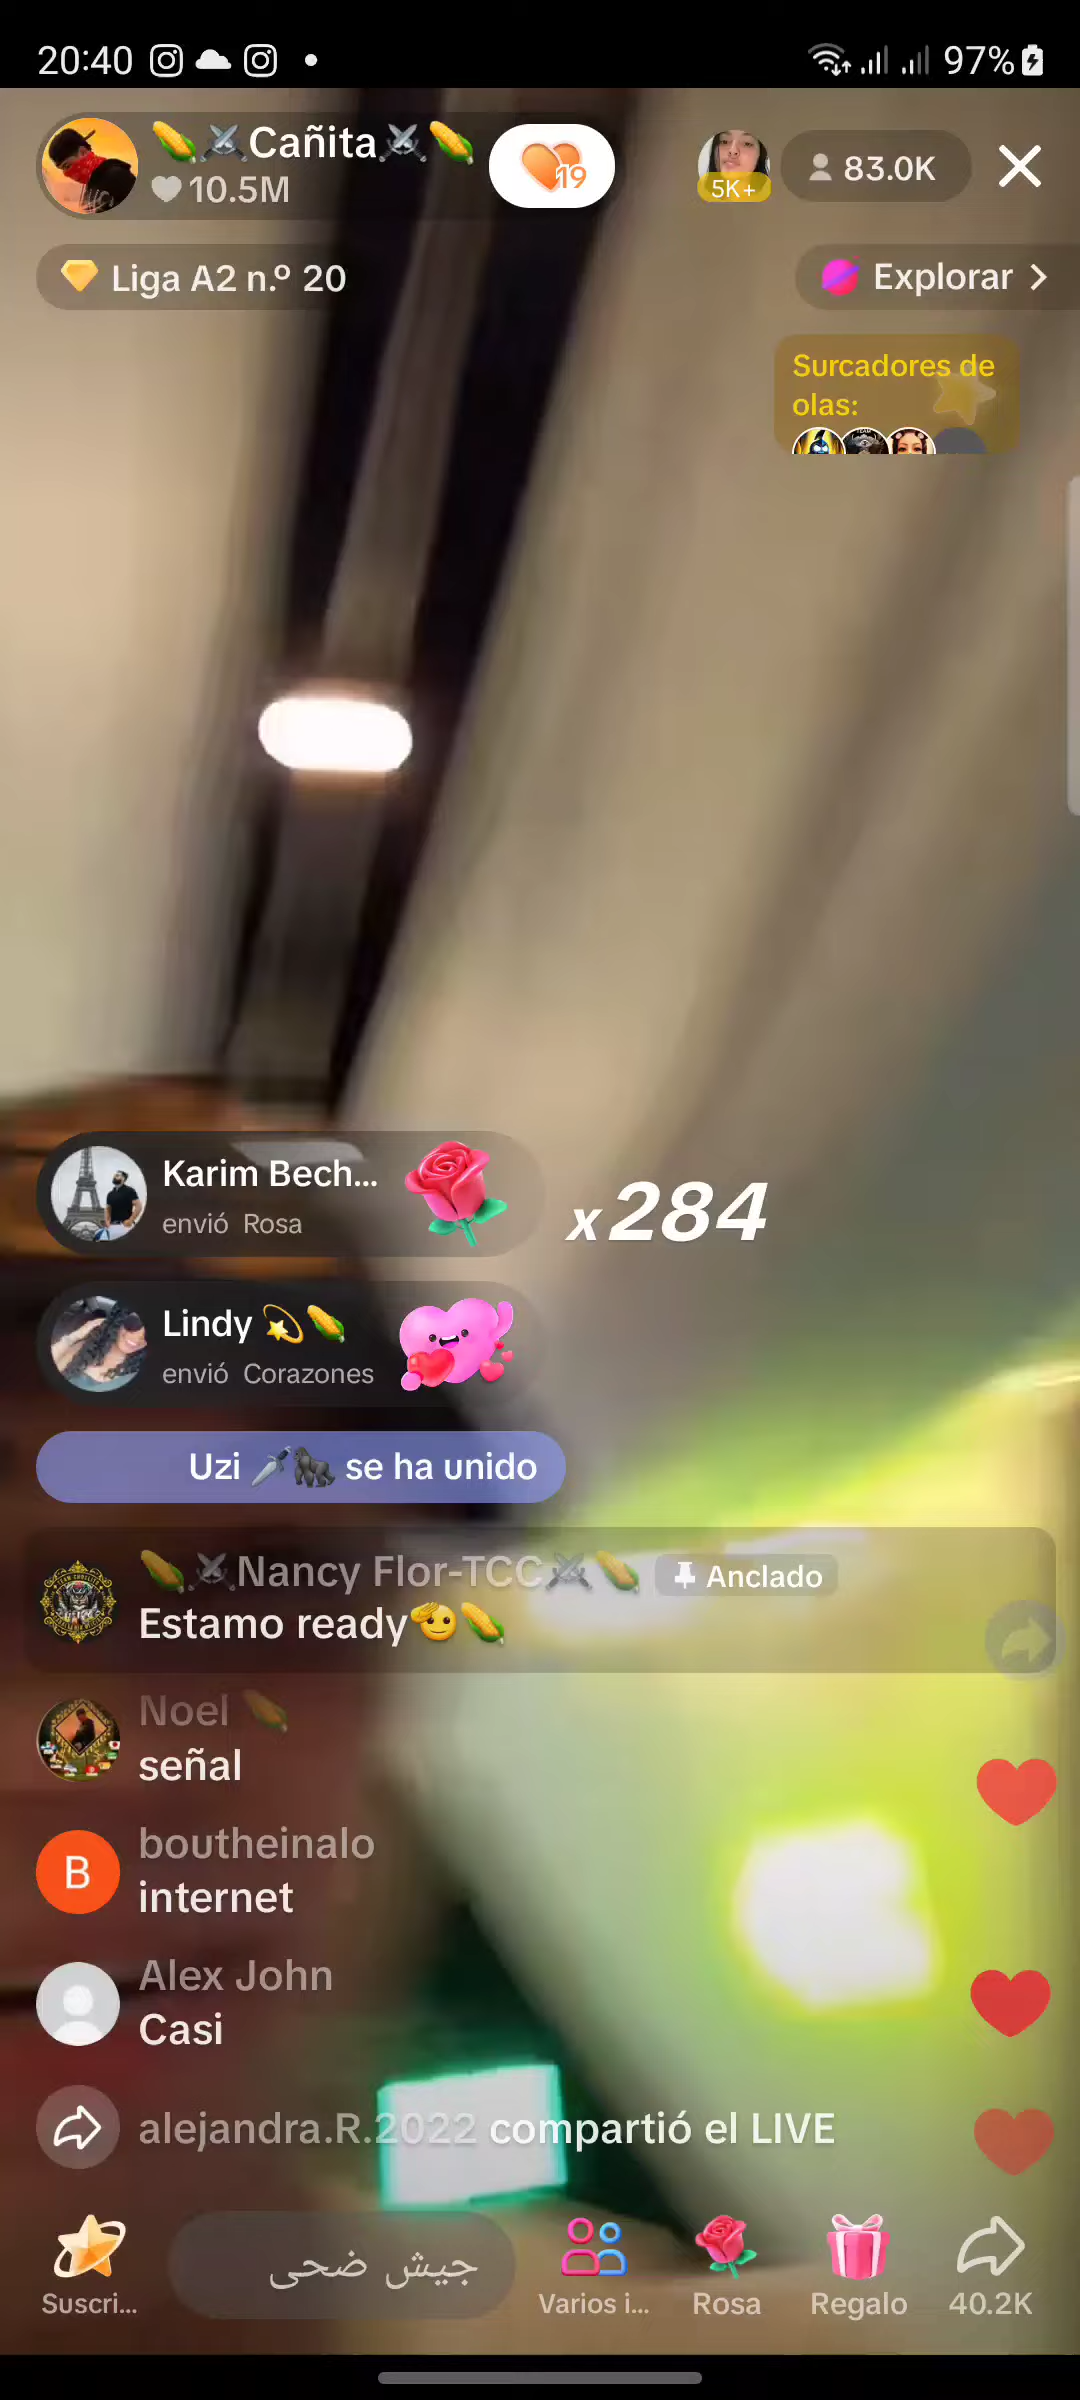 20:40
97%
🌽⚔️Cañita⚔️🌽
10.5M
19
5K+
83.0K
Liga A2 n.º 20
Explorar >
Surcadores de
olas:
Karim Bech...
envió Rosa
x284
Lindy 💫🌽
envió Corazones
Uzi 🗡️🦍 se ha unido
🌽⚔️Nancy Flor-TCC⚔️🌽 Anclado
Estamo ready🫡🌽
Noel 🌽
señal
B
boutheinalo
internet
Alex John
Casi
alejandra.R.2022 compartió el LIVE
جيش ضحى
Suscri...
Varios i...
Rosa
Regalo
40.2K